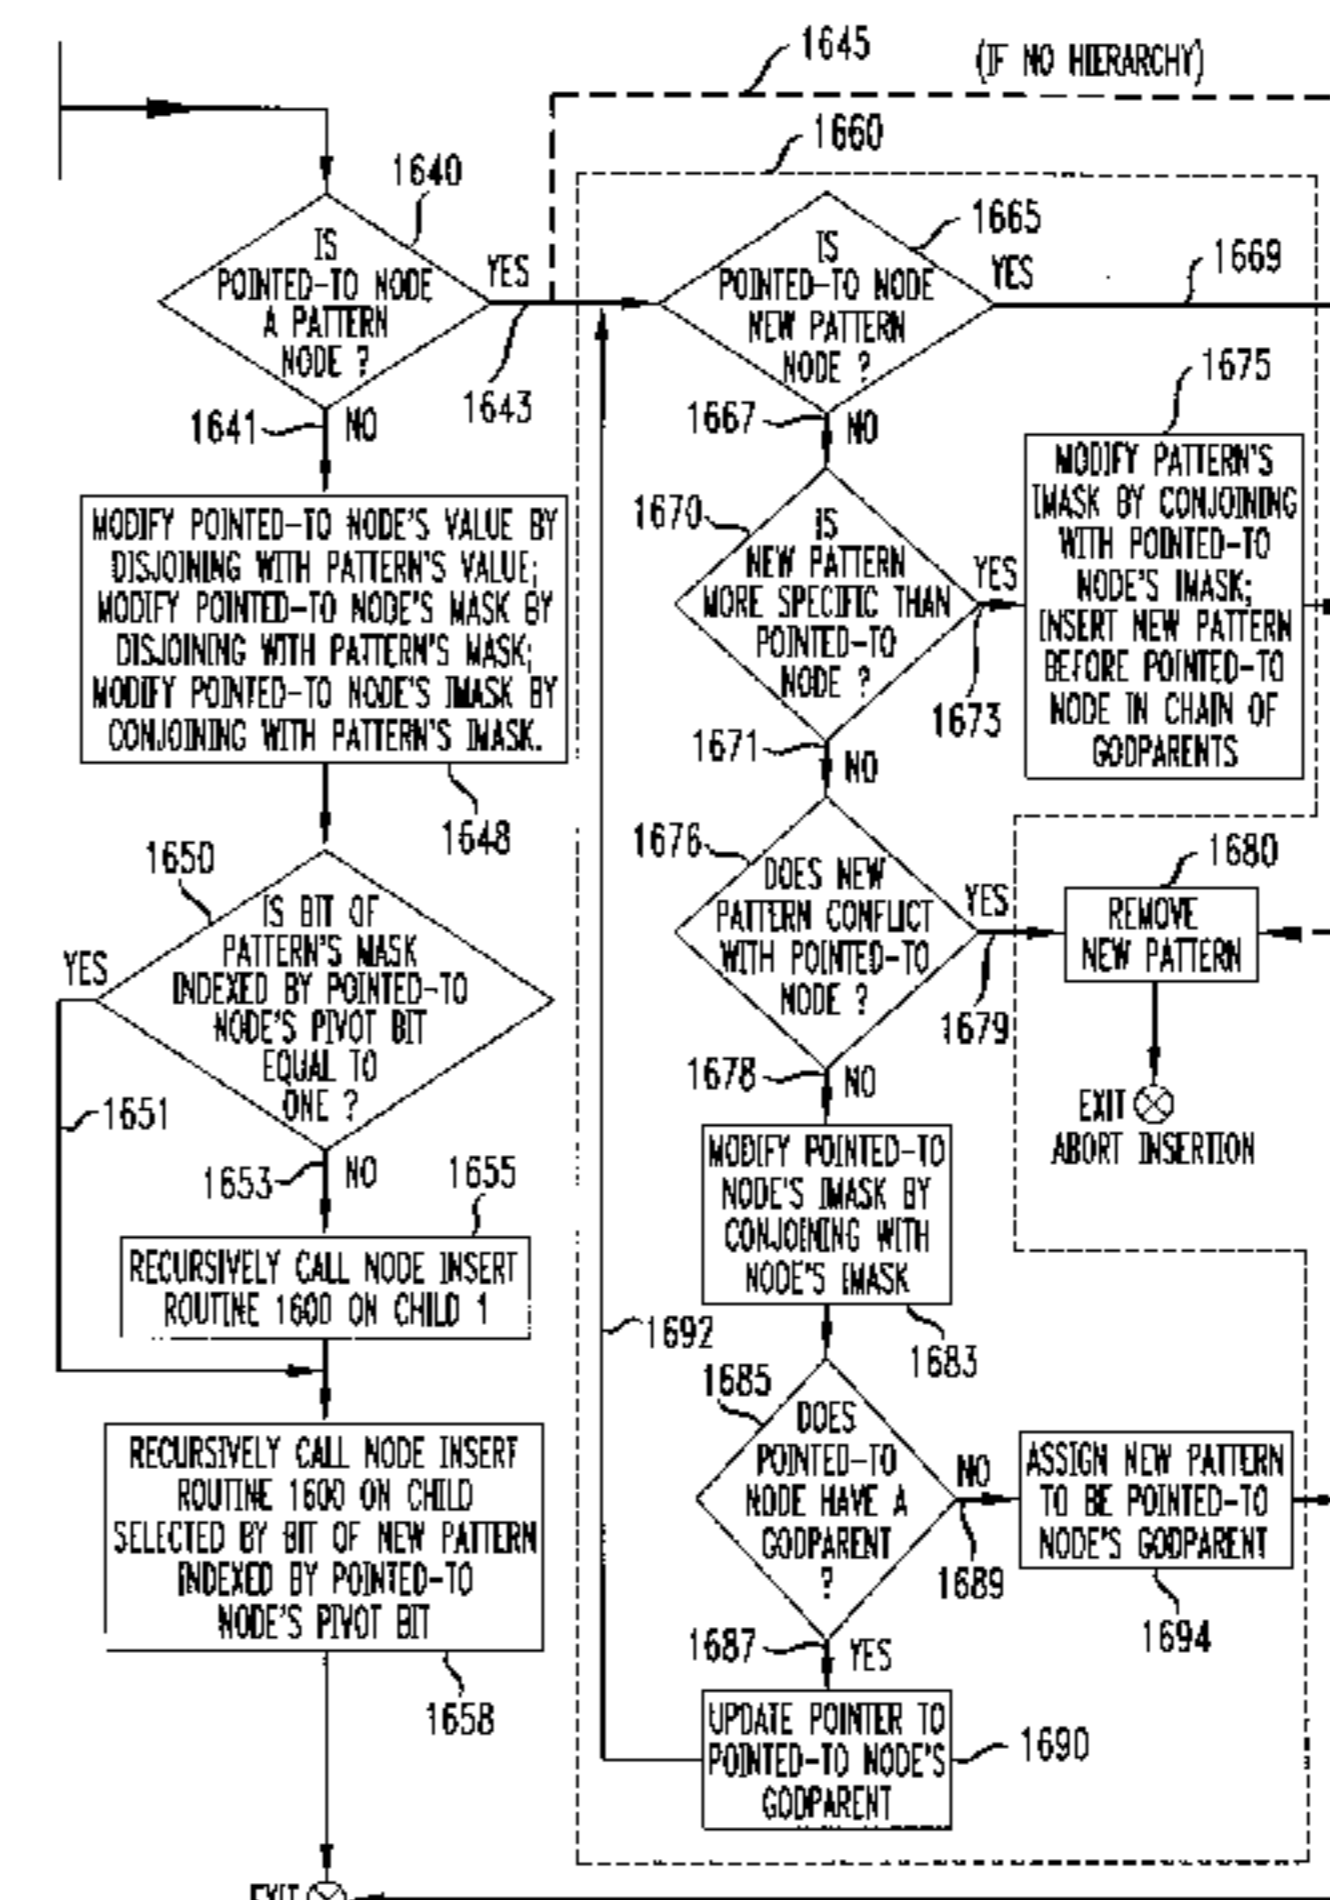 1645
(IF NO HIERARCHY)
1660
1640
IS
POINTED-TO NODE
A PATTERN
NODE ?
YES
1643
1641
NO
MODIFY POINTED-TO NODE'S VALUE BY
DISJOINING WITH PATTERN'S VALUE;
MODIFY POINTED-TO NODE'S MASK BY
DISJOINING WITH PATTERN'S MASK;
MODIFY POINTED-TO NODE'S IMASK BY
CONJOINING WITH PATTERN'S IMASK.
1648
1650
IS BIT OF
PATTERN'S MASK
INDEXED BY POINTED-TO
NODE'S PIVOT BIT
EQUAL TO
ONE ?
YES
1651
1653
NO
1655
RECURSIVELY CALL NODE INSERT
ROUTINE 1600 ON CHILD 1
RECURSIVELY CALL NODE INSERT
ROUTINE 1600 ON CHILD
SELECTED BY BIT OF NEW PATTERN
INDEXED BY POINTED-TO
NODE'S PIVOT BIT
1658
EXIT
1665
IS
POINTED-TO NODE
NEW PATTERN
NODE ?
YES
1669
1667
NO
1670
IS
NEW PATTERN
MORE SPECIFIC THAN
POINTED-TO
NODE ?
YES
1673
1675
MODIFY PATTERN'S
IMASK BY CONJOINING
WITH POINTED-TO
NODE'S IMASK;
INSERT NEW PATTERN
BEFORE POINTED-TO
NODE IN CHAIN OF
GODPARENTS
1671
NO
1676
DOES NEW
PATTERN CONFLICT
WITH POINTED-TO
NODE ?
YES
1679
1680
REMOVE
NEW PATTERN
EXIT
ABORT INSERTION
1678
NO
MODIFY POINTED-TO
NODE'S IMASK BY
CONJOINING WITH
NODE'S IMASK
1683
1692
1685
DOES
POINTED-TO
NODE HAVE A
GODPARENT
?
NO
1689
ASSIGN NEW PATTERN
TO BE POINTED-TO
NODE'S GODPARENT
1694
1687
YES
UPDATE POINTER TO
POINTED-TO NODE'S
GODPARENT
1690